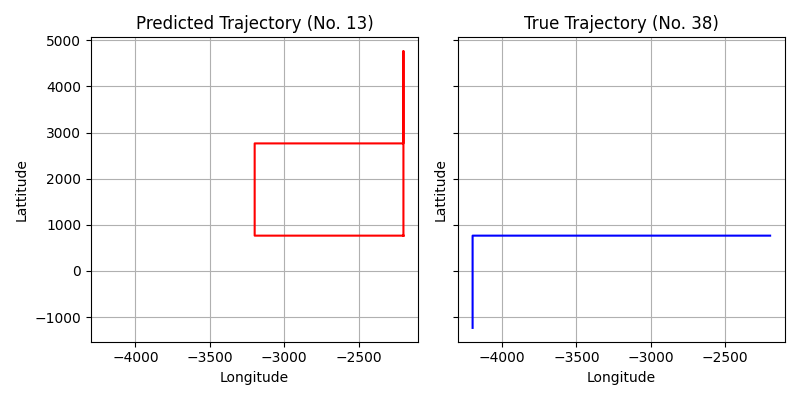 Predicted Trajectory (No. 13)
5000
4000
3000
2000
1000
0
−1000
Lattitude
−4000 −3500 −3000 −2500
Longitude
True Trajectory (No. 38)
Lattitude
−4000 −3500 −3000 −2500
Longitude